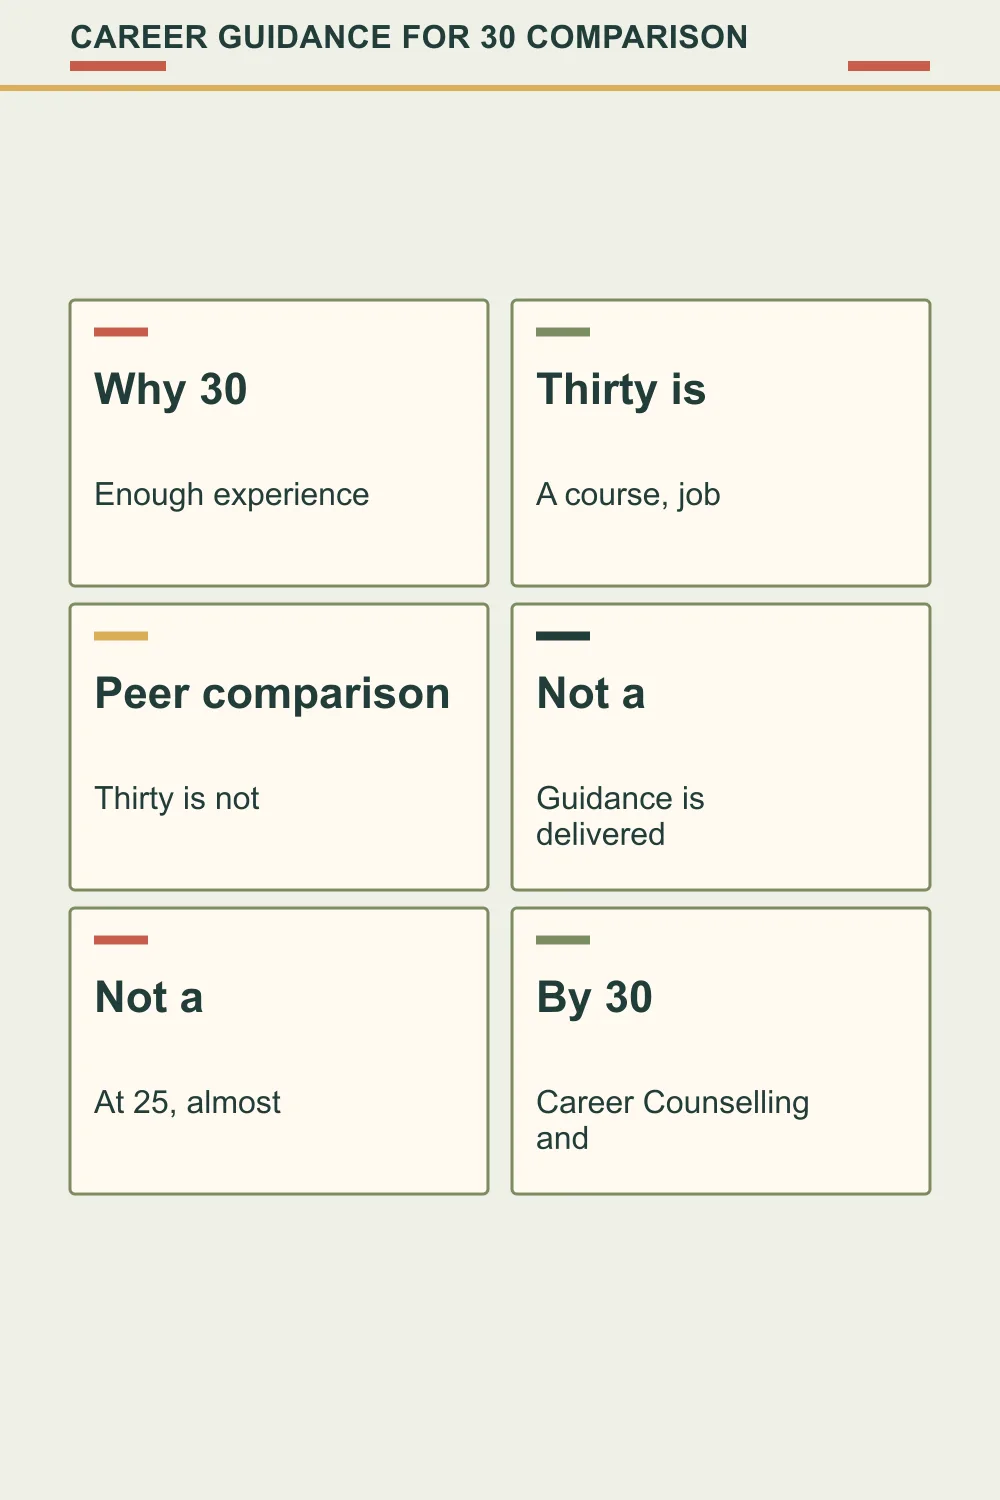 CAREER GUIDANCE FOR 30 COMPARISON
Why 30
Enough experience
Thirty is
A course, job
Peer comparison
Thirty is not
Not a
Guidance is
delivered
Not a
At 25, almost
By 30
Career Counselling
and